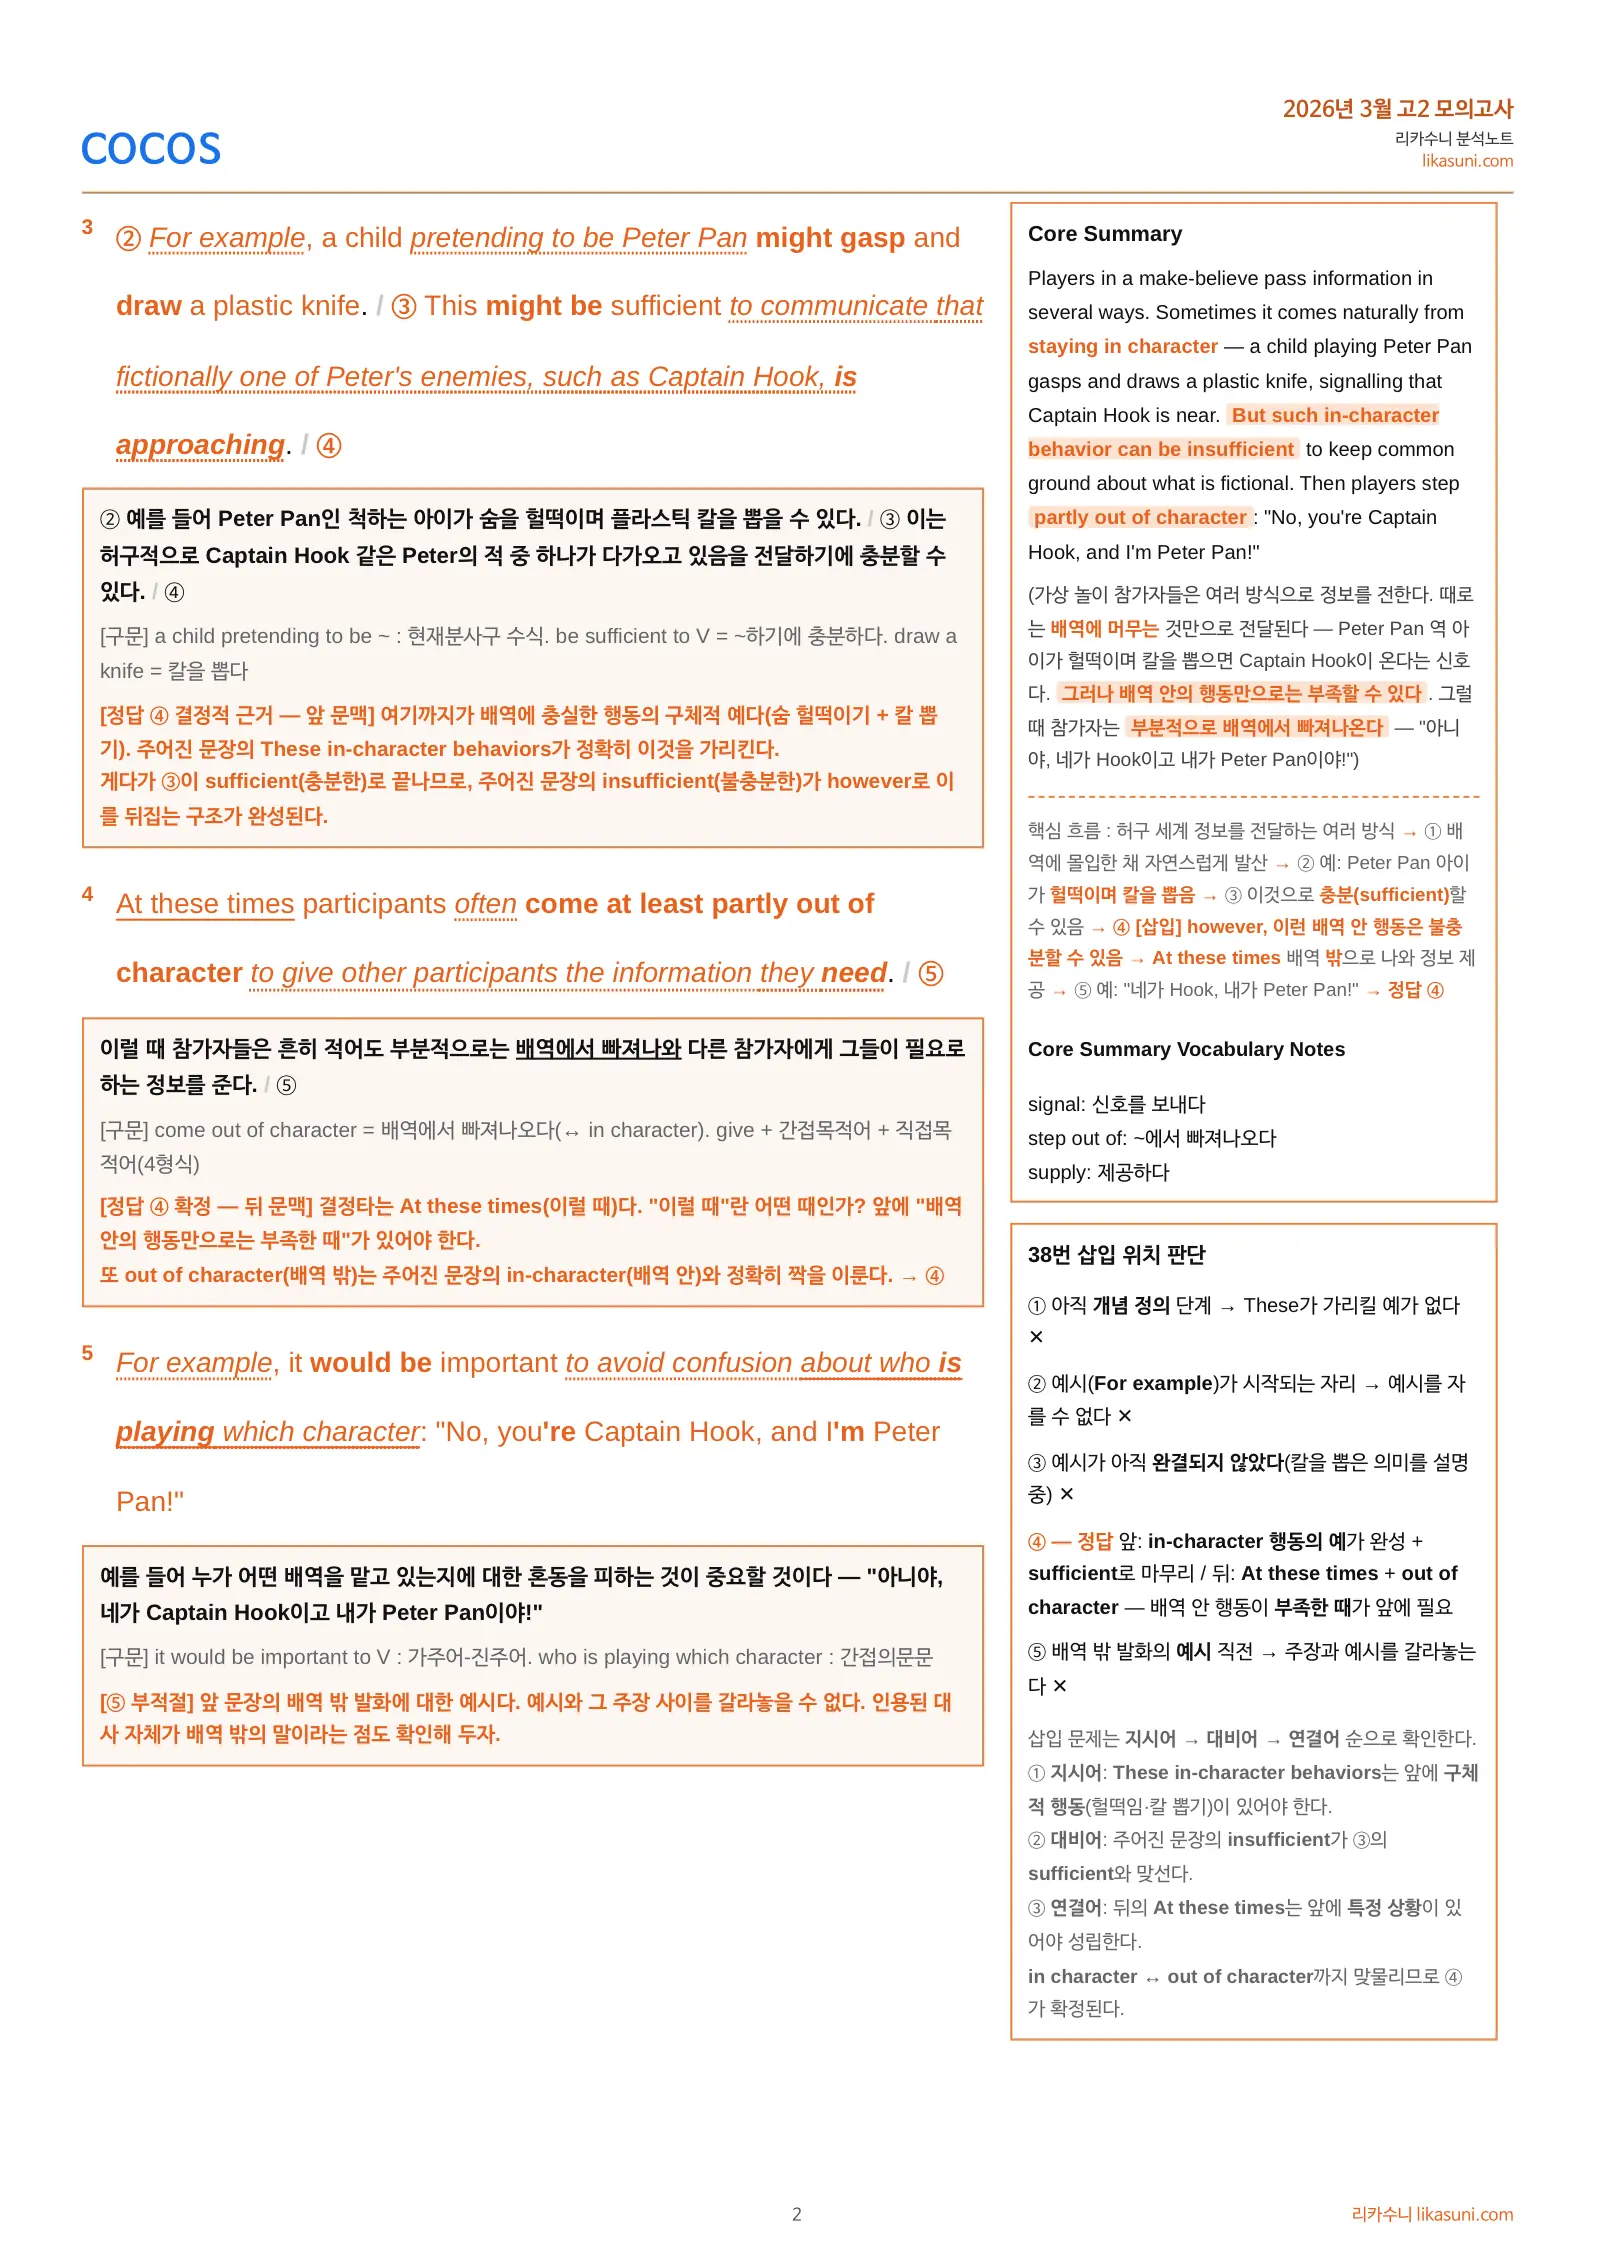 cocos
2026년 3월 고2 모의고사
리카수니 분석노트
likasuni.com
3 ② For example, a child pretending to be Peter Pan might gasp and
draw a plastic knife. / ③ This might be sufficient to communicate that
fictionally one of Peter's enemies, such as Captain Hook, is
approaching. / ④
② 예를 들어 Peter Pan인 척하는 아이가 숨을 헐떡이며 플라스틱 칼을 뽑을 수 있다. / ③ 이는
허구적으로 Captain Hook 같은 Peter의 적 중 하나가 다가오고 있음을 전달하기에 충분할 수
있다. / ④
[구문] a child pretending to be ~ : 현재분사구 수식. be sufficient to V = ~하기에 충분하다. draw a
knife = 칼을 뽑다
[정답 ④ 결정적 근거 — 앞 문맥] 여기까지가 배역에 충실한 행동의 구체적 예다(숨 헐떡이기 + 칼 뽑
기). 주어진 문장의 These in-character behaviors가 정확히 이것을 가리킨다.
게다가 ③이 sufficient(충분한)로 끝나므로, 주어진 문장의 insufficient(불충분한)가 however로 이
를 뒤집는 구조가 완성된다.
4 At these times participants often come at least partly out of
character to give other participants the information they need. / ⑤
이럴 때 참가자들은 흔히 적어도 부분적으로는 배역에서 빠져나와 다른 참가자에게 그들이 필요로
하는 정보를 준다. / ⑤
[구문] come out of character = 배역에서 빠져나오다(↔ in character). give + 간접목적어 + 직접목
적어(4형식)
[정답 ④ 확정 — 뒤 문맥] 결정타는 At these times(이럴 때)다. "이럴 때"란 어떤 때인가? 앞에 "배역
안의 행동만으로는 부족한 때"가 있어야 한다.
또 out of character(배역 밖)는 주어진 문장의 in-character(배역 안)와 정확히 짝을 이룬다. → ④
5 For example, it would be important to avoid confusion about who is
playing which character: "No, you're Captain Hook, and I'm Peter
Pan!"
예를 들어 누가 어떤 배역을 맡고 있는지에 대한 혼동을 피하는 것이 중요할 것이다 — "아니야,
네가 Captain Hook이고 내가 Peter Pan이야!"
[구문] it would be important to V : 가주어-진주어. who is playing which character : 간접의문문
[⑤ 부적절] 앞 문장의 배역 밖 발화에 대한 예시다. 예시와 그 주장 사이를 갈라놓을 수 없다. 인용된 대
사 자체가 배역 밖의 말이라는 점도 확인해 두자.
Core Summary
Players in a make-believe pass information in
several ways. Sometimes it comes naturally from
staying in character — a child playing Peter Pan
gasps and draws a plastic knife, signalling that
Captain Hook is near. But such in-character
behavior can be insufficient to keep common
ground about what is fictional. Then players step
partly out of character : "No, you're Captain
Hook, and I'm Peter Pan!"
(가상 놀이 참가자들은 여러 방식으로 정보를 전한다. 때로
는 배역에 머무는 것만으로 전달된다 — Peter Pan 역 아
이가 헐떡이며 칼을 뽑으면 Captain Hook이 온다는 신호
다. 그러나 배역 안의 행동만으로는 부족할 수 있다 . 그럴
때 참가자는 부분적으로 배역에서 빠져나온다 — "아니
야, 네가 Hook이고 내가 Peter Pan이야!")
핵심 흐름 : 허구 세계 정보를 전달하는 여러 방식 → ① 배
역에 몰입한 채 자연스럽게 발산 → ② 예: Peter Pan 아이
가 헐떡이며 칼을 뽑음 → ③ 이것으로 충분(sufficient)할
수 있음 → ④ [삽입] however, 이런 배역 안 행동은 불충
분할 수 있음 → At these times 배역 밖으로 나와 정보 제
공 → ⑤ 예: "네가 Hook, 내가 Peter Pan!" → 정답 ④
Core Summary Vocabulary Notes
signal: 신호를 보내다
step out of: ~에서 빠져나오다
supply: 제공하다
38번 삽입 위치 판단
① 아직 개념 정의 단계 → These가 가리킬 예가 없다
✕
② 예시(For example)가 시작되는 자리 → 예시를 자
를 수 없다 ✕
③ 예시가 아직 완결되지 않았다(칼을 뽑은 의미를 설명
중) ✕
④ — 정답 앞: in-character 행동의 예가 완성 +
sufficient로 마무리 / 뒤: At these times + out of
character — 배역 안 행동이 부족한 때가 앞에 필요
⑤ 배역 밖 발화의 예시 직전 → 주장과 예시를 갈라놓는
다 ✕
삽입 문제는 지시어 → 대비어 → 연결어 순으로 확인한다.
① 지시어: These in-character behaviors는 앞에 구체
적 행동(헐떡임·칼 뽑기)이 있어야 한다.
② 대비어: 주어진 문장의 insufficient가 ③의
sufficient와 맞선다.
③ 연결어: 뒤의 At these times는 앞에 특정 상황이 있
어야 성립한다.
in character ↔ out of character까지 맞물리므로 ④
가 확정된다.
2
리카수니 likasuni.com